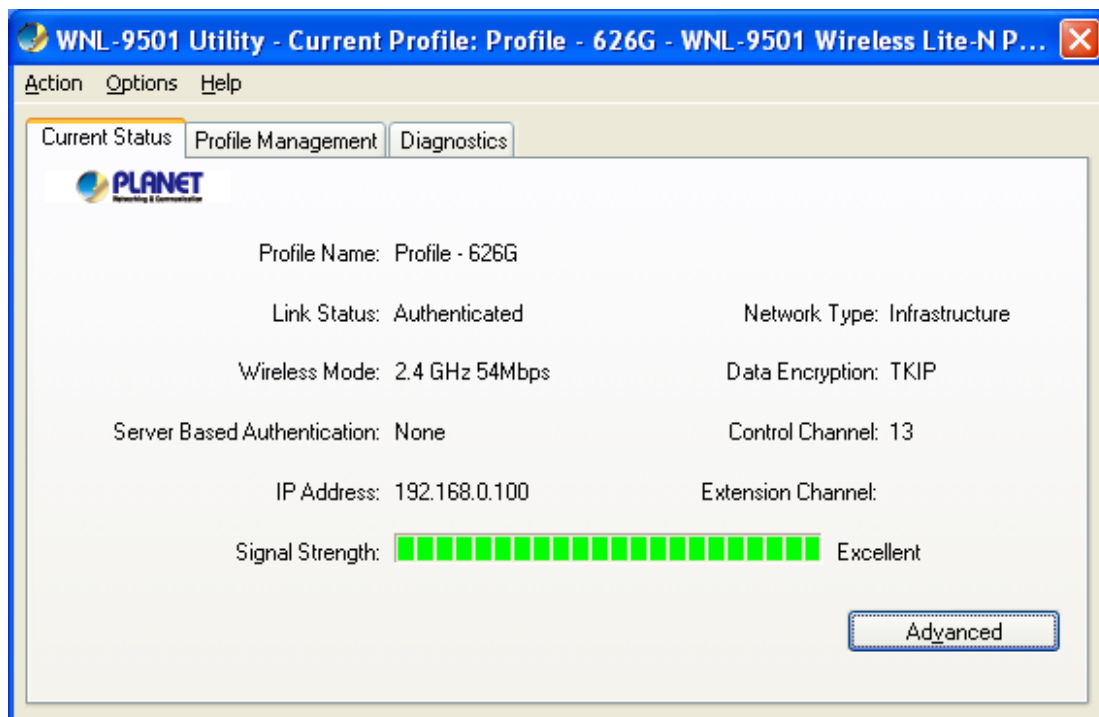 WNL-9501 Utility - Current Profile: Profile - 626G - WNL-9501 Wireless Lite-N P...
Action Options Help
Current Status Profile Management Diagnostics
PLANET
Networking & Communication
Profile Name: Profile - 626G
Link Status: Authenticated Network Type: Infrastructure
Wireless Mode: 2.4 GHz 54Mbps Data Encryption: TKIP
Server Based Authentication: None Control Channel: 13
IP Address: 192.168.0.100 Extension Channel:
Signal Strength: Excellent
Advanced